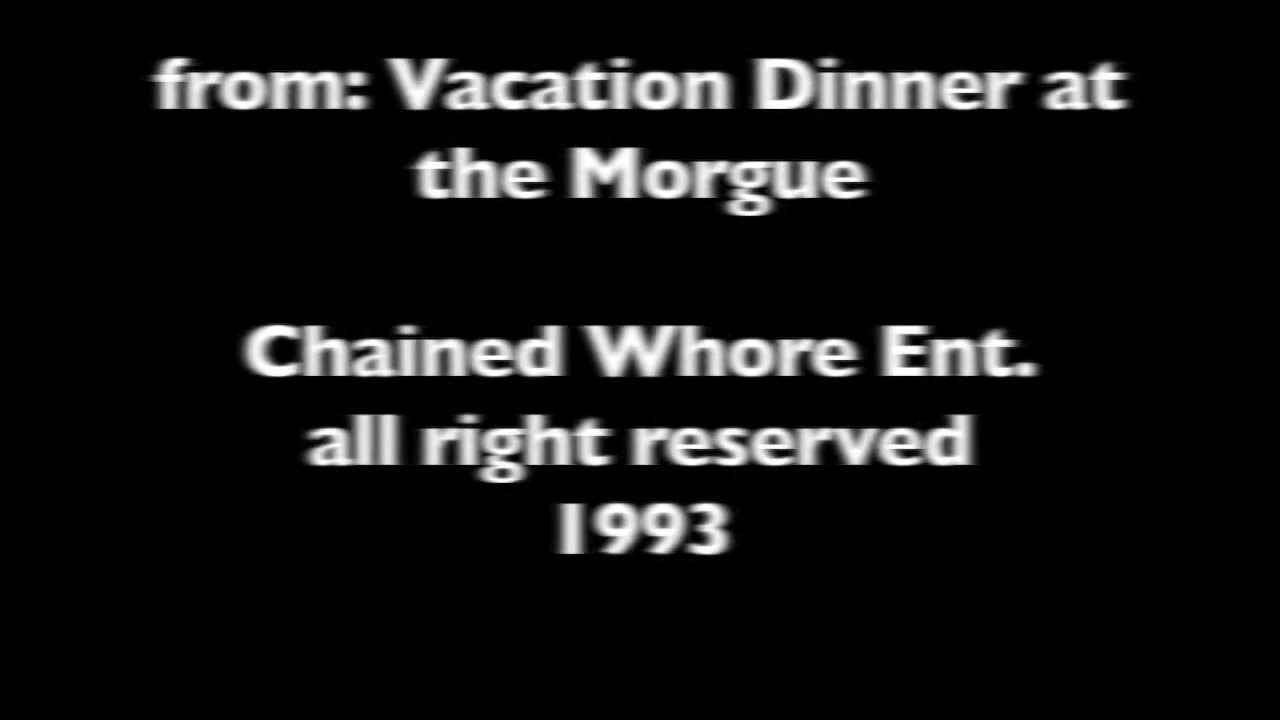 from: Vacation Dinner at
the Morgue
Chained Whore Ent.
all right reserved
1993